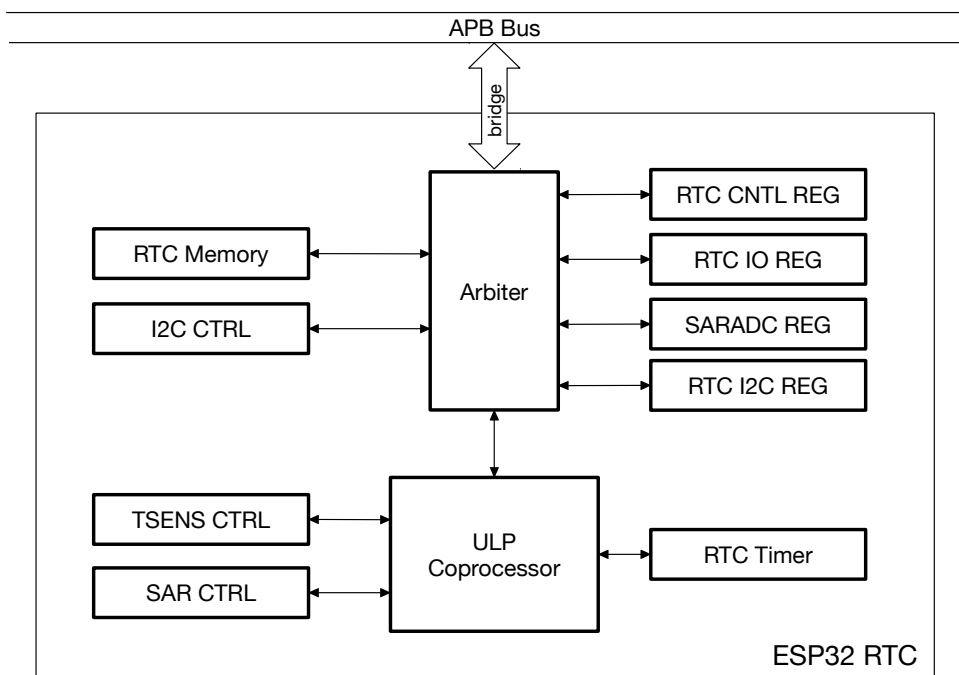 APB Bus
bridge
RTC CNTL REG
RTC Memory
RTC IO REG
Arbiter
I2C CTRL
SARADC REG
RTC I2C REG
TSENS CTRL
ULP
Coprocessor
RTC Timer
SAR CTRL
ESP32 RTC